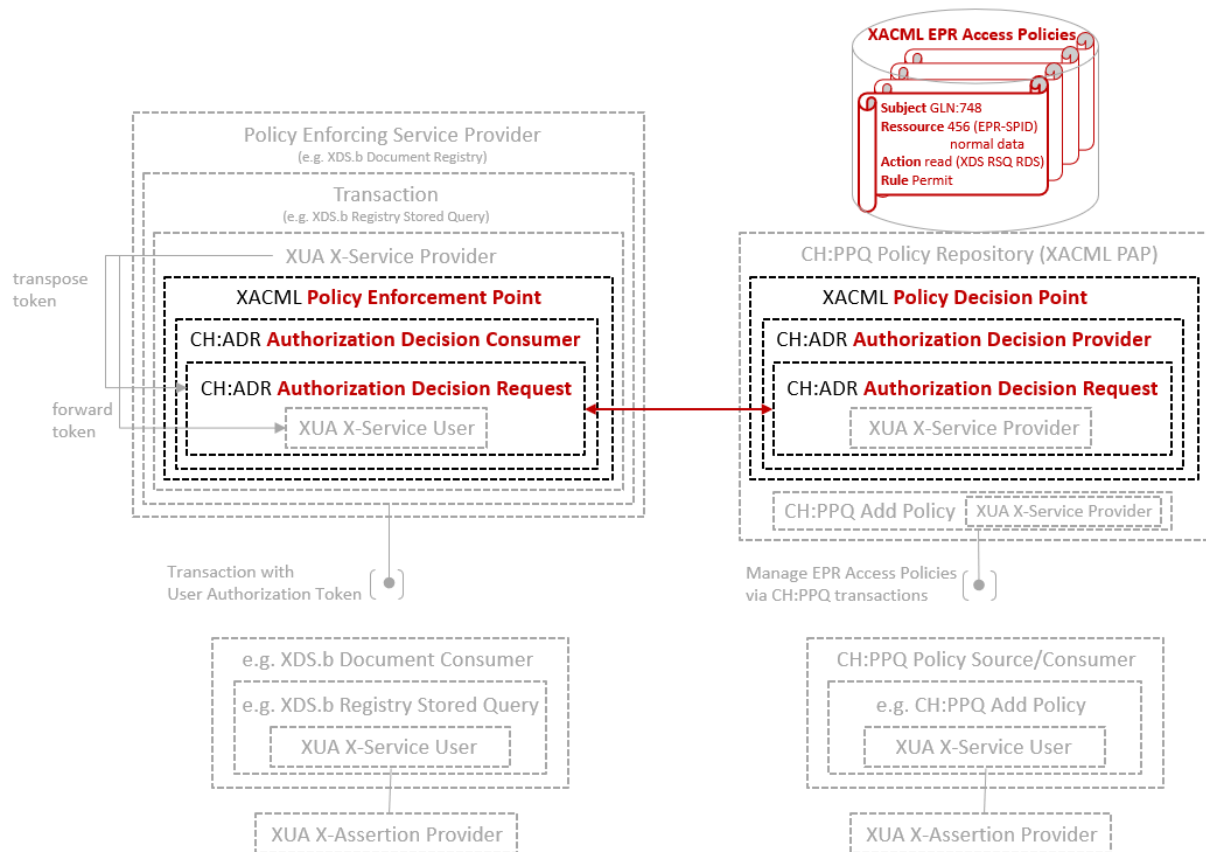 XACML EPR Access Policies
Subject GLN:748
Ressource 456 (EPR-SPID)
normal data
Action read (XDS RSQ RDS)
Rule Permit
Policy Enforcing Service Provider
(e.g. XDS.b Document Registry)
Transaction
(e.g. XDS.b Registry Stored Query)
XUA X-Service Provider
transpose
token
XACML Policy Enforcement Point
CH:ADR Authorization Decision Consumer
CH:ADR Authorization Decision Request
forward
token
XUA X-Service User
CH:PPQ Policy Repository (XACML PAP)
XACML Policy Decision Point
CH:ADR Authorization Decision Provider
CH:ADR Authorization Decision Request
XUA X-Service Provider
CH:PPQ Add Policy
XUA X-Service Provider
Transaction with
User Authorization Token
Manage EPR Access Policies
via CH:PPQ transactions
e.g. XDS.b Document Consumer
e.g. XDS.b Registry Stored Query
XUA X-Service User
XUA X-Assertion Provider
CH:PPQ Policy Source/Consumer
e.g. CH:PPQ Add Policy
XUA X-Service User
XUA X-Assertion Provider